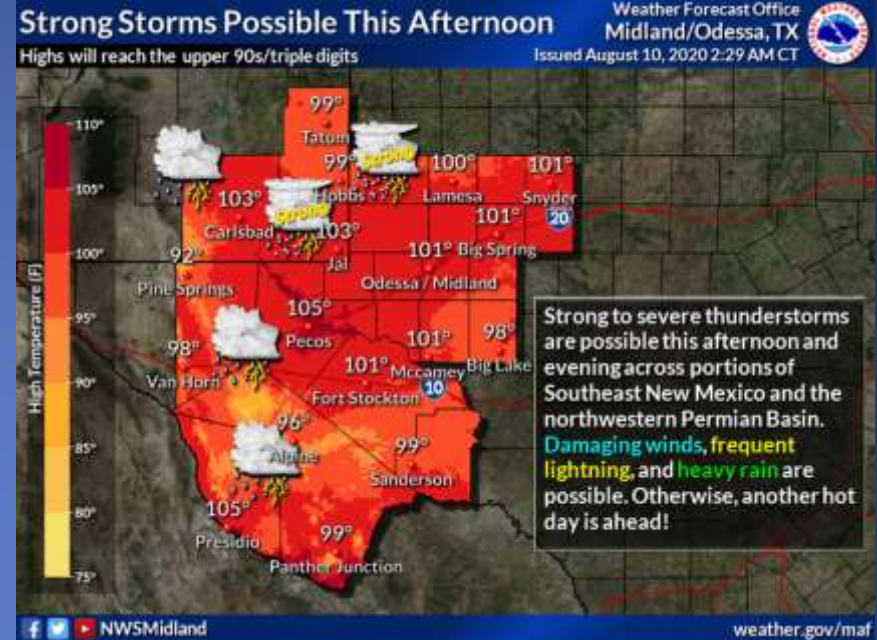 Strong Storms Possible This Afternoon
Highs will reach the upper 90s/triple digits
Weather Forecast Office
Midland/Odessa, TX
Issued August 10, 2020 2:29 AM CT
High Temperature (F)
110°
105°
100°
95°
90°
85°
80°
75°
99°
Tatum
99°
Hobbs
Strong
100°
Lamesa
101°
Snyder
103°
Carlsbad
Strong
103°
Jal
101°
Big Spring
20
92°
Pine Springs
101°
Odessa / Midland
105°
Pecos
101°
Mccamey
98°
Big Lake
98°
Van Horn
101°
Fort Stockton
10
96°
Alpine
99°
Sanderson
105°
Presidio
99°
Panther Junction
Strong to severe thunderstorms
are possible this afternoon and
evening across portions of
Southeast New Mexico and the
northwestern Permian Basin.
Damaging winds, frequent
lightning, and heavy rain are
possible. Otherwise, another hot
day is ahead!
NWSMidland
weather.gov/maf